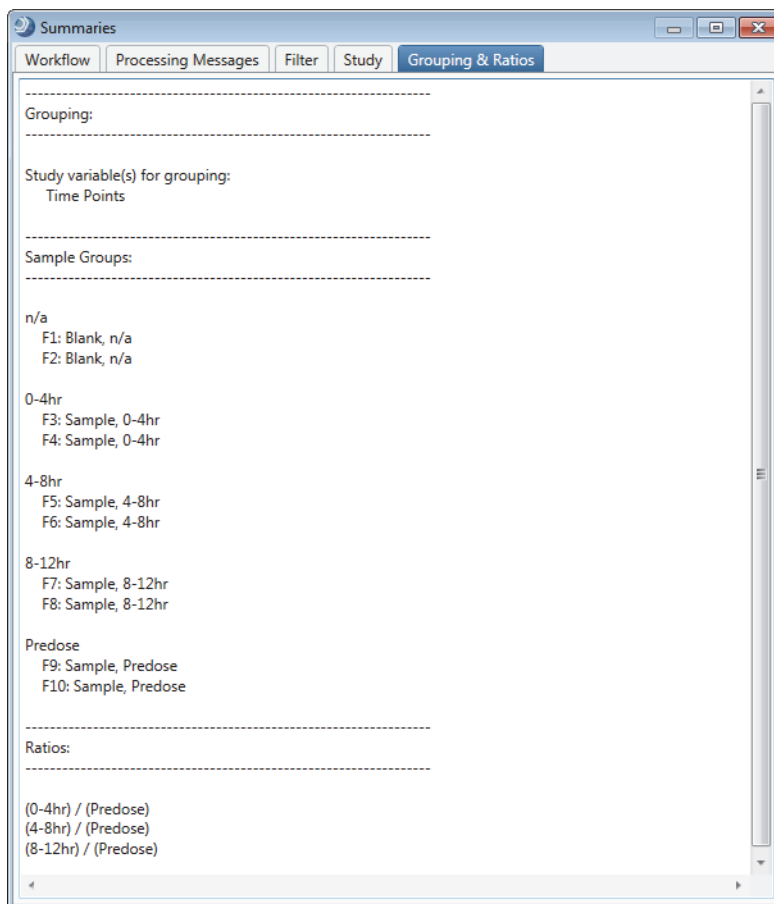 Summaries
Workflow Processing Messages Filter Study Grouping & Ratios
------------------------------------------------------------------
Grouping:
------------------------------------------------------------------
Study variable(s) for grouping:
Time Points
------------------------------------------------------------------
Sample Groups:
------------------------------------------------------------------
n/a
F1: Blank, n/a
F2: Blank, n/a
0-4hr
F3: Sample, 0-4hr
F4: Sample, 0-4hr
4-8hr
F5: Sample, 4-8hr
F6: Sample, 4-8hr
8-12hr
F7: Sample, 8-12hr
F8: Sample, 8-12hr
Predose
F9: Sample, Predose
F10: Sample, Predose
------------------------------------------------------------------
Ratios:
------------------------------------------------------------------
(0-4hr) / (Predose)
(4-8hr) / (Predose)
(8-12hr) / (Predose)